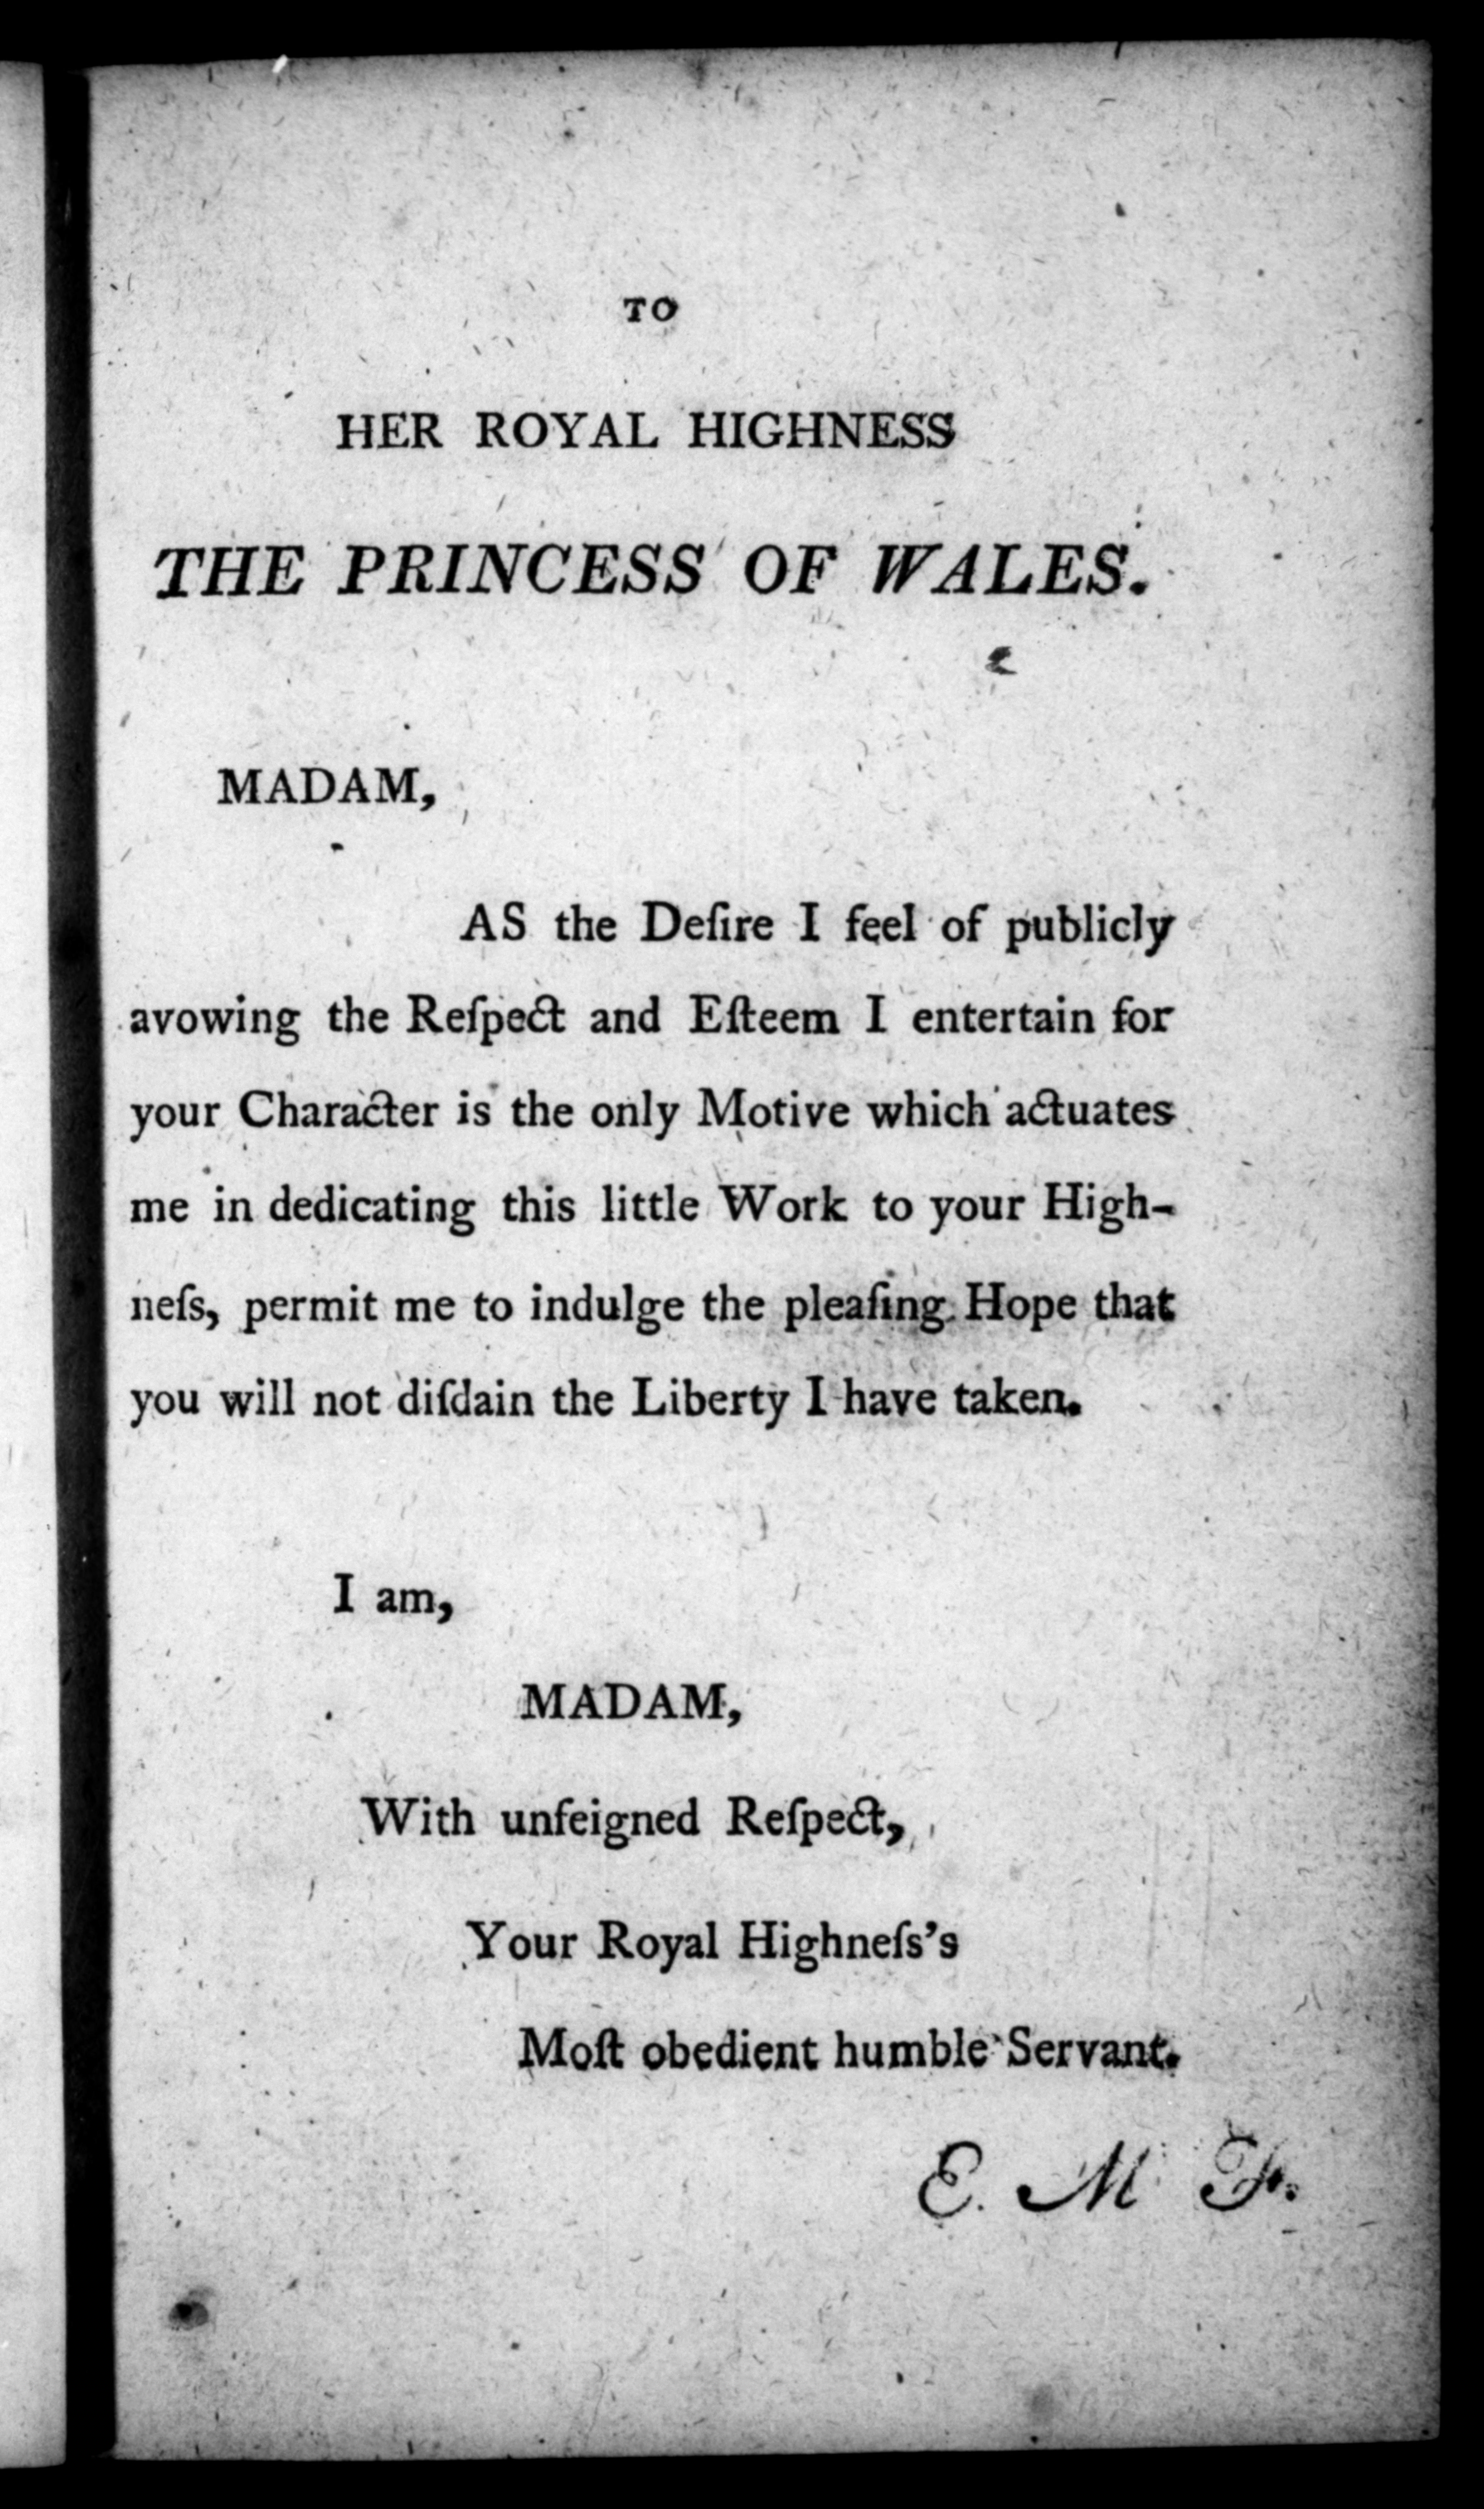 TO
HER ROYAL HIGHNESS
THE PRINCESS OF WALES.
MADAM,
AS the Deſire I feel of publicly
avowing the Reſpect and Eſteem I entertain for
your Character is the only Motive which actuates
me in dedicating this little Work to your High-
neſs, permit me to indulge the pleaſing Hope that
you will not diſdain the Liberty I have taken.
I am,
MADAM,
With unfeigned Reſpect,
Your Royal Highneſs's
Moſt obedient humble Servant.
E. M F.